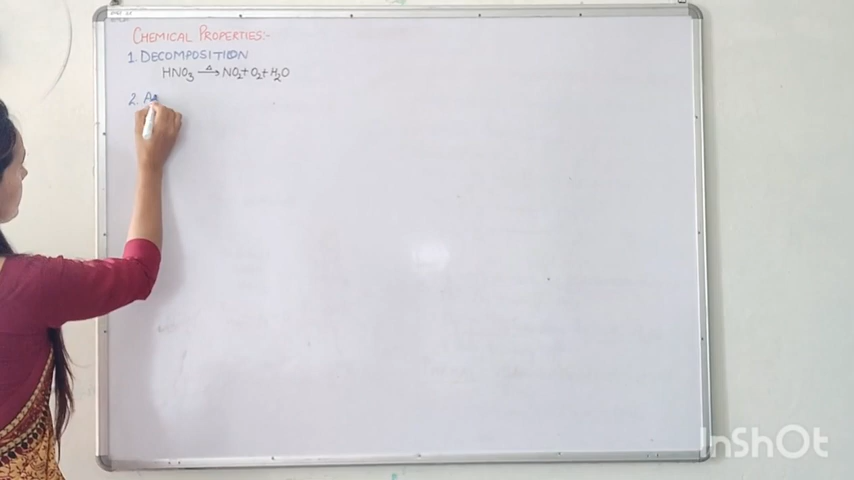 CHEMICAL PROPERTIES:-
1. DECOMPOSITION
HNO3 —Δ→ NO2+ O2+ H2O
2. A
InShOt